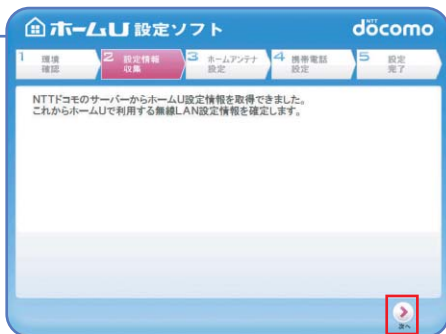 ホームU 設定ソフト
NTT
döcomo
1 環境
確認
2 設定情報
収集
3 ホームアンテナ
設定
4 携帯電話
設定
5 設定
完了
NTTドコモのサーバーからホームU設定情報を取得できました。
これからホームUで利用する無線LAN設定情報を確定します。
次へ